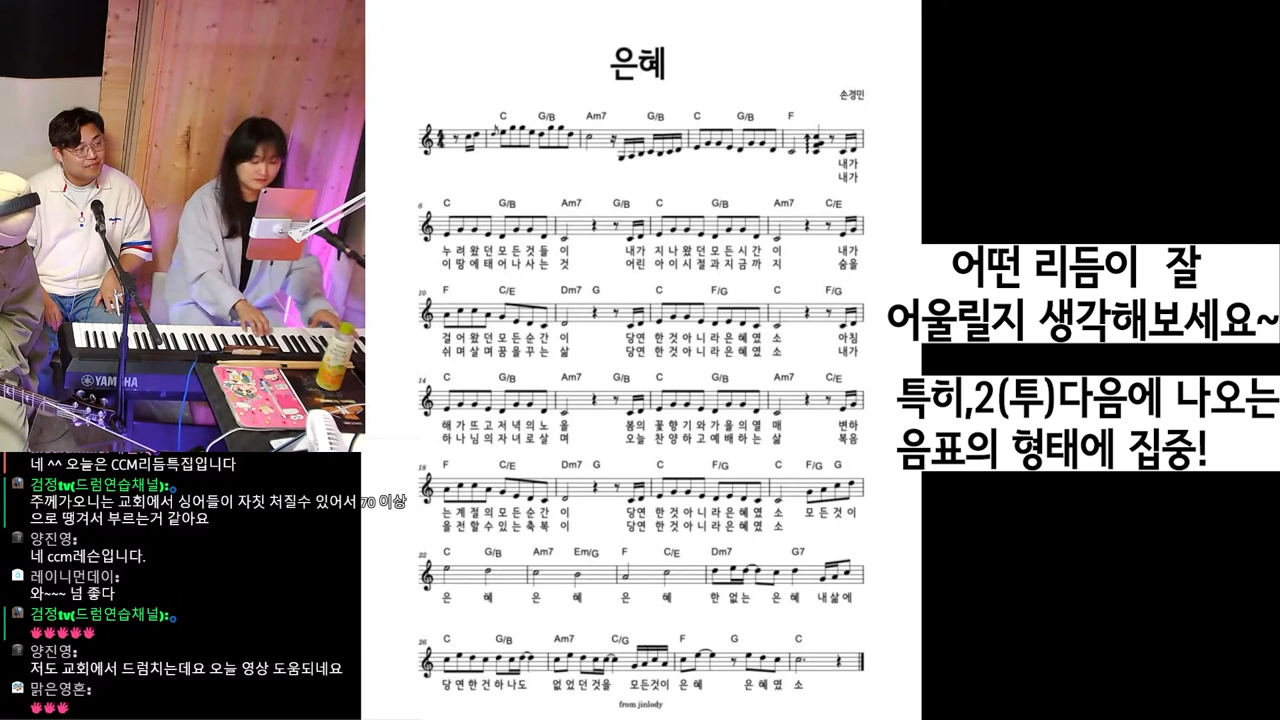 은혜
손경민
C G/B Am7 G/B C G/B F
내가
내가
6
C G/B Am7 G/B C G/B Am7 C/E
누려왔던모든것들이 내가 지나왔던모든시간이 내가
이땅에태어나사는것 어린 아이시절과지금까지 숨을
10
F C/E Dm7 G C F/G C F/G
걸어왔던모든순간이 당연 한것아니라은혜였소 아침
쉬며살며꿈을꾸는삶 당연 한것아니라은혜였소 내가
14
C G/B Am7 G/B C G/B Am7 C/E
해가뜨고저녁의노을 봄의 꽃향기와가을의열매 변하
하나님의자녀로살며 오늘 찬양하고예배하는삶 복음
18
F C/E Dm7 G C F/G C F/G G
는계절의모든순간이 당연 한것아니라은혜였소 모든것이
을전할수있는축복이 당연 한것아니라은혜였소
22
C G/B Am7 Em/G F C/E Dm7 G7
은 혜 은 혜 은 혜 한없는 은혜 내삶에
26
C G/B Am7 C/G F G C
당연한건하나도 없었던것을 모든것이 은혜 은혜였소
from jinlody
어떤 리듬이 잘
어울릴지 생각해보세요~
특히,2(투)다음에 나오는
음표의 형태에 집중!
YAMAHA
네 ^^ 오늘은 CCM리듬특집입니다
검정tv(드럼연습채널):
주께가오니는 교회에서 싱어들이 자칫 처질수 있어서 70 이상
으로 땡겨서 부르는거 같아요
양진영:
네 ccm레슨입니다.
레이니먼데이:
와~~~ 넘 좋다
검정tv(드럼연습채널):
양진영:
저도 교회에서 드럼치는데요 오늘 영상 도움되네요
맑은영혼: